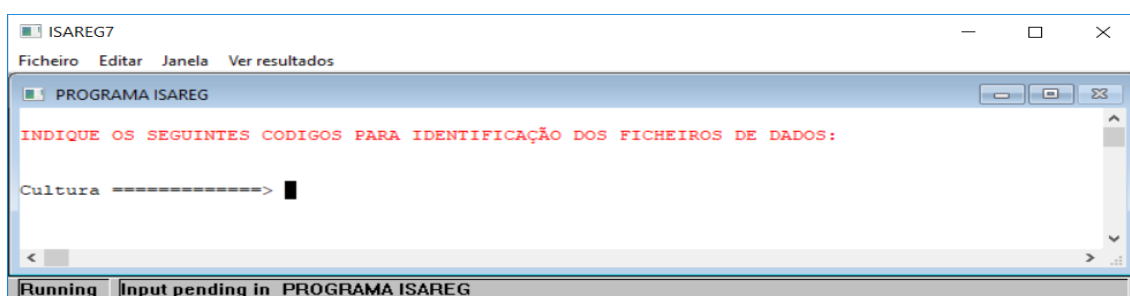 ISAREG7
Ficheiro Editar Janela Ver resultados
PROGRAMA ISAREG
INDIQUE OS SEGUINTES CODIGOS PARA IDENTIFICAÇÃO DOS FICHEIROS DE DADOS:
Cultura =============>
Running Input pending in PROGRAMA ISAREG